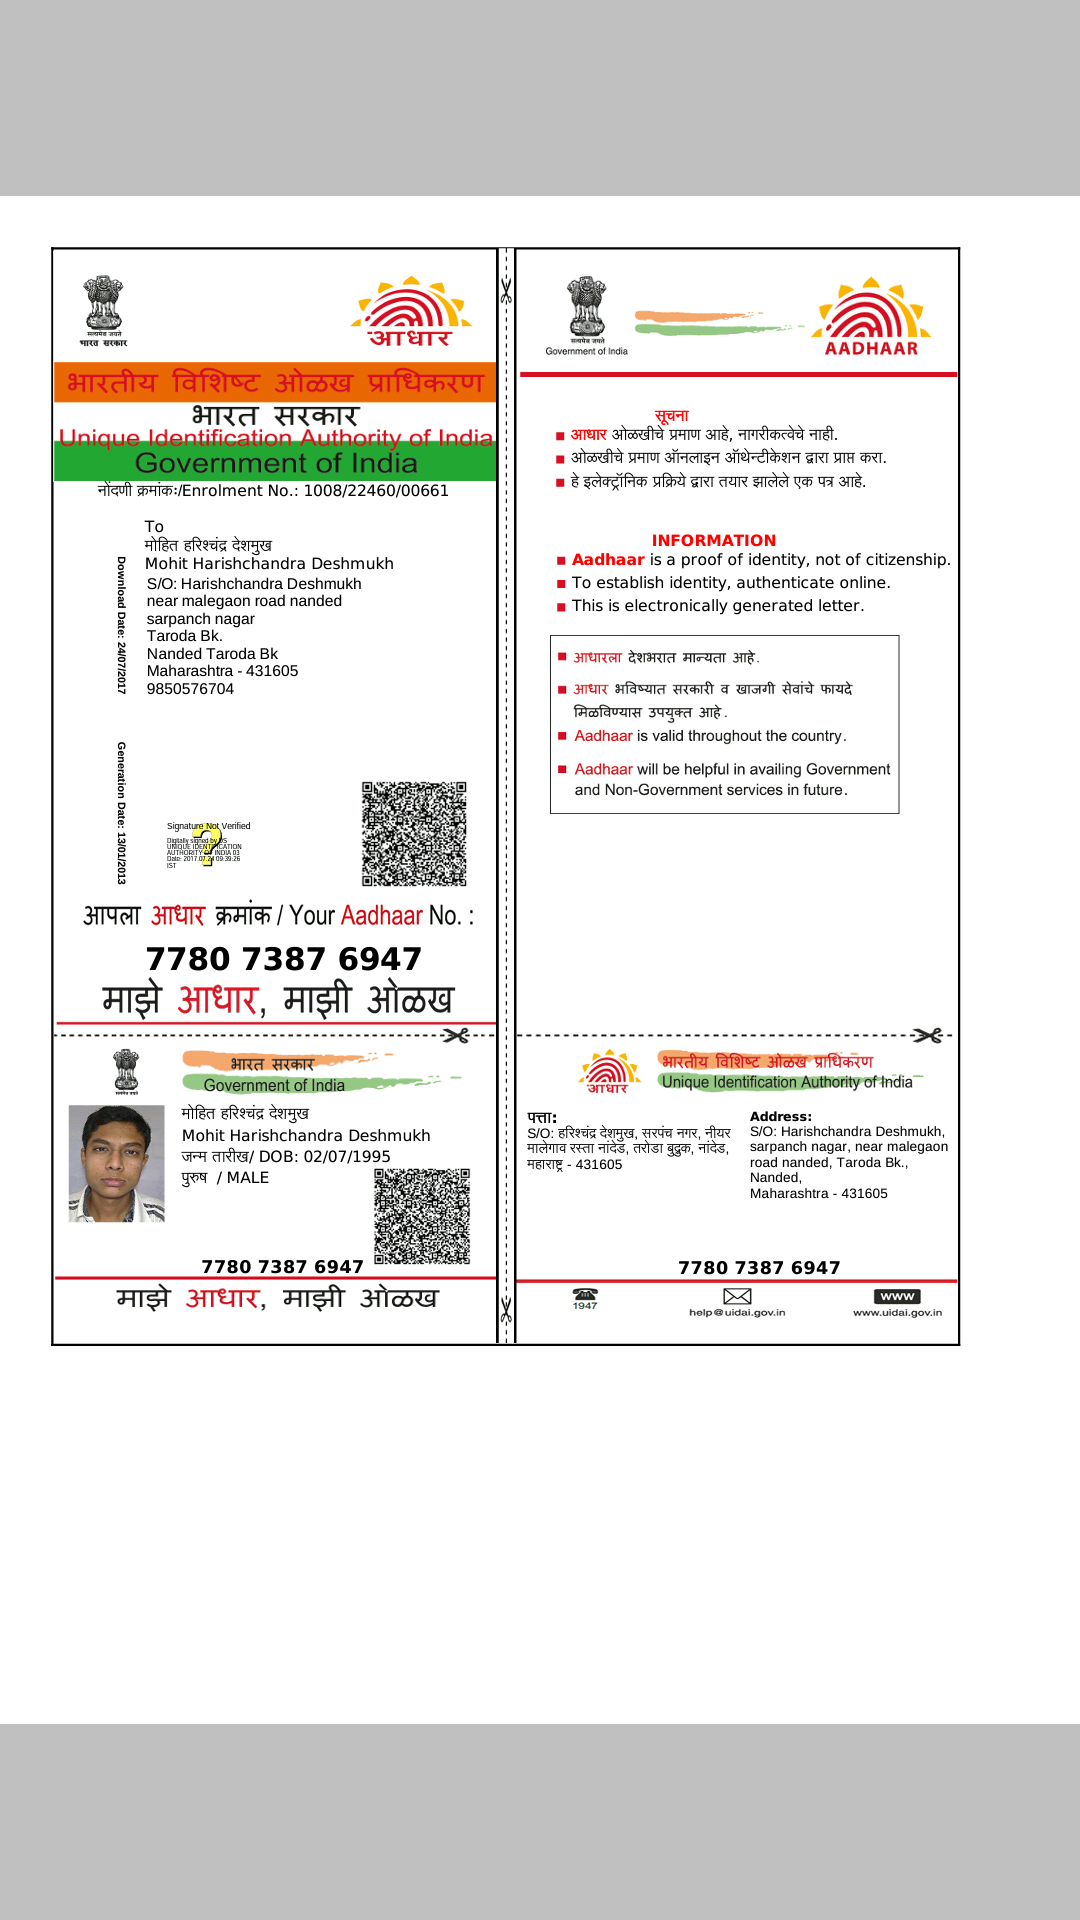 सत्यमेव जयते
भारत सरकार
आधार
भारतीय विशिष्ट ओळख प्राधिकरण
भारत सरकार
Unique Identification Authority of India
Government of India
नोंदणी क्रमांकः/Enrolment No.: 1008/22460/00661
To
मोहित हरिश्चंद्र देशमुख
Mohit Harishchandra Deshmukh
S/O: Harishchandra Deshmukh
near malegaon road nanded
sarpanch nagar
Taroda Bk.
Nanded Taroda Bk
Maharashtra - 431605
9850576704
Download Date: 24/07/2017
Generation Date: 13/01/2013
Signature Not Verified
Digitally signed by DS
UNIQUE IDENTIFICATION
AUTHORITY OF INDIA 03
Date: 2017.07.24 09:39:26
IST
आपला आधार क्रमांक / Your Aadhaar No. :
7780 7387 6947
माझे आधार, माझी ओळख
Government of India
AADHAAR
सूचना
आधार ओळखीचे प्रमाण आहे, नागरीकत्वेचे नाही.
ओळखीचे प्रमाण ऑनलाइन ऑथेन्टीकेशन द्वारा प्राप्त करा.
हे इलेक्ट्रॉनिक प्रक्रिये द्वारा तयार झालेले एक पत्र आहे.
INFORMATION
Aadhaar is a proof of identity, not of citizenship.
To establish identity, authenticate online.
This is electronically generated letter.
आधारला देशभरात मान्यता आहे.
आधार भविष्यात सरकारी व खाजगी सेवांचे फायदे
मिळविण्यास उपयुक्त आहे.
Aadhaar is valid throughout the country.
Aadhaar will be helpful in availing Government
and Non-Government services in future.
भारत सरकार
Government of India
मोहित हरिश्चंद्र देशमुख
Mohit Harishchandra Deshmukh
जन्म तारीख/ DOB: 02/07/1995
पुरुष / MALE
7780 7387 6947
माझे आधार, माझी ओळख
आधार
भारतीय विशिष्ट ओळख प्राधिकरण
Unique Identification Authority of India
पत्ता:
S/O: हरिश्चंद्र देशमुख, सरपंच नगर, नीयर
मालेगाव रस्ता नांदेड, तरोडा बुद्रुक, नांदेड,
महाराष्ट्र - 431605
Address:
S/O: Harishchandra Deshmukh,
sarpanch nagar, near malegaon
road nanded, Taroda Bk.,
Nanded,
Maharashtra - 431605
7780 7387 6947
1947
help@uidai.gov.in
www
www.uidai.gov.in